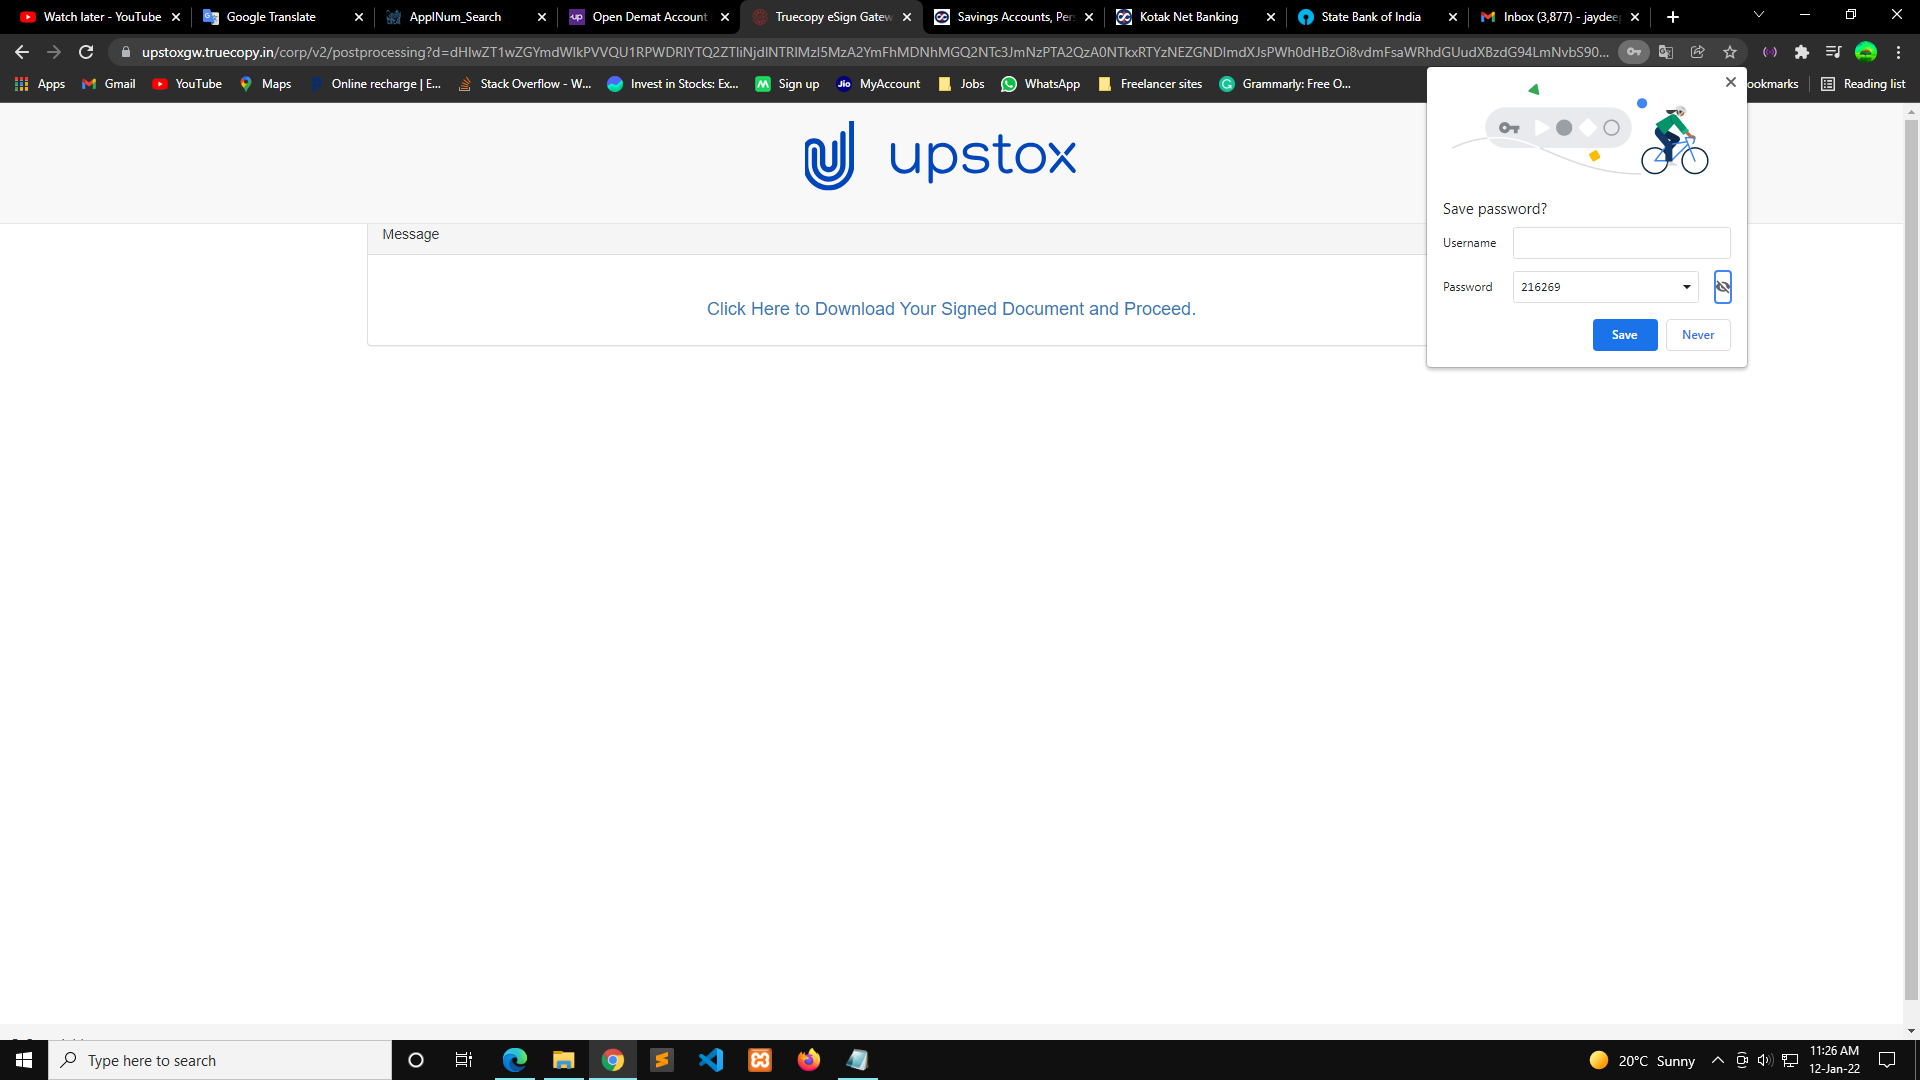 Watch later - YouTube
Google Translate
ApplNum_Search
Open Demat Account
Truecopy eSign Gatew
Savings Accounts, Per
Kotak Net Banking
State Bank of India
Inbox (3,877) - jaydeep
upstoxgw.truecopy.in/corp/v2/postprocessing?d=
Apps
Gmail
YouTube
Maps
Online recharge | E...
Stack Overflow - W...
Invest in Stocks: Ex...
Sign up
Jio MyAccount
Jobs
WhatsApp
Freelancer sites
Grammarly: Free O...
ookmarks
Reading list
upstox
Message
Click Here to Download Your Signed Document and Proceed.
Save password?
Username
Password 216269
Save Never
Type here to search
20°C Sunny
11:26 AM
12-Jan-22